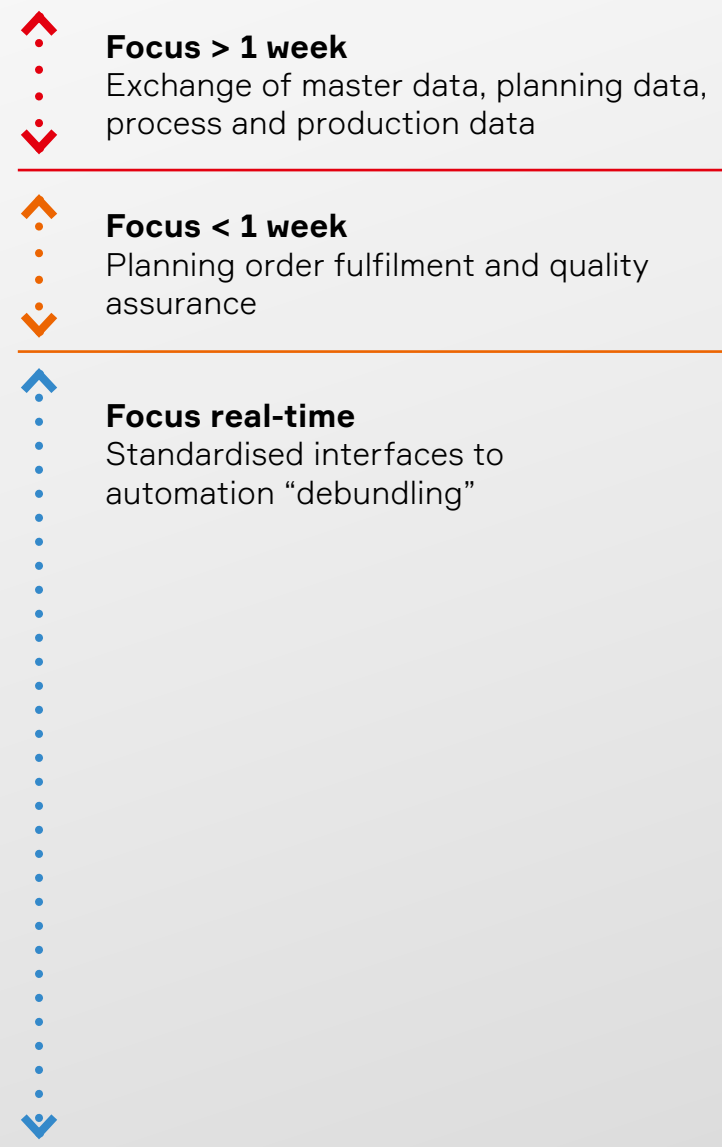 Focus > 1 week
Exchange of master data, planning data,
process and production data
Focus < 1 week
Planning order fulfilment and quality
assurance
Focus real-time
Standardised interfaces to
automation “debundling”